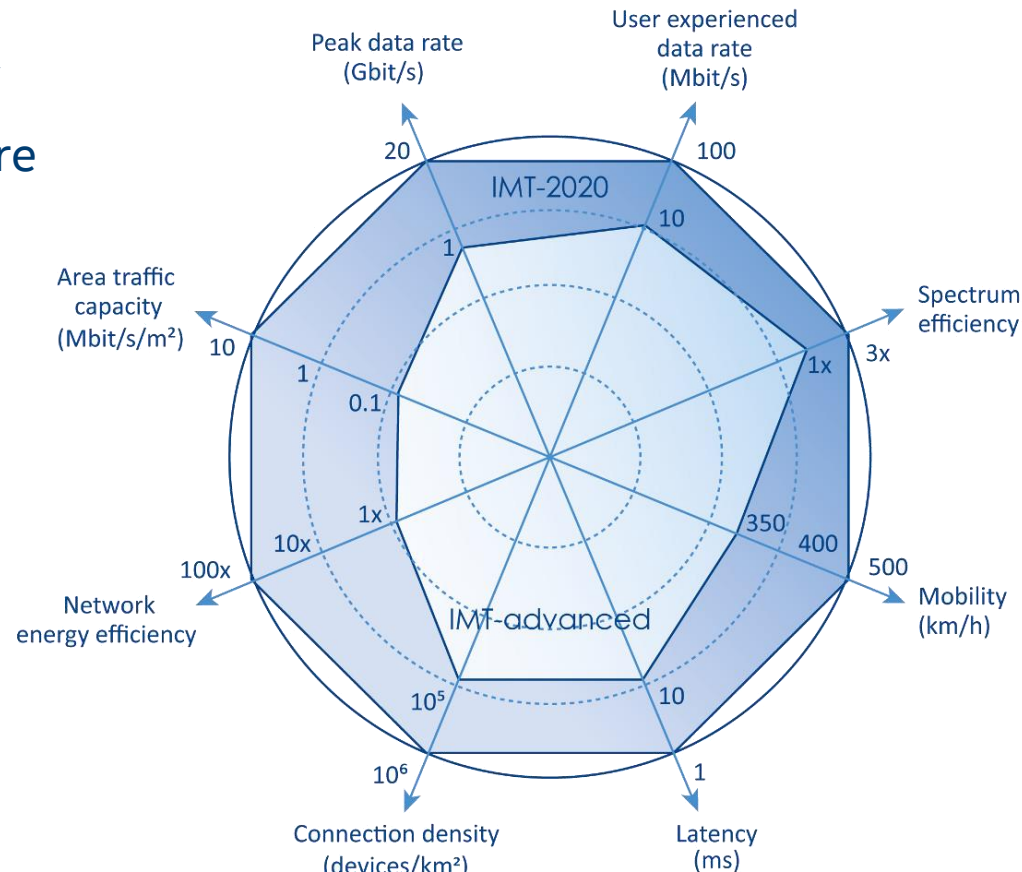 re
User experienced
data rate
(Mbit/s)
Peak data rate
(Gbit/s)
20
100
IMT-2020
10
1
Area traffic
capacity
(Mbit/s/m²)
Spectrum
efficiency
10
1
0.1
1x
3x
1x
350
10x
400
100x
500
Network
energy efficiency
Mobility
(km/h)
IMT-advanced
10⁵
10
10⁶
1
Connection density
(devices/km²)
Latency
(ms)